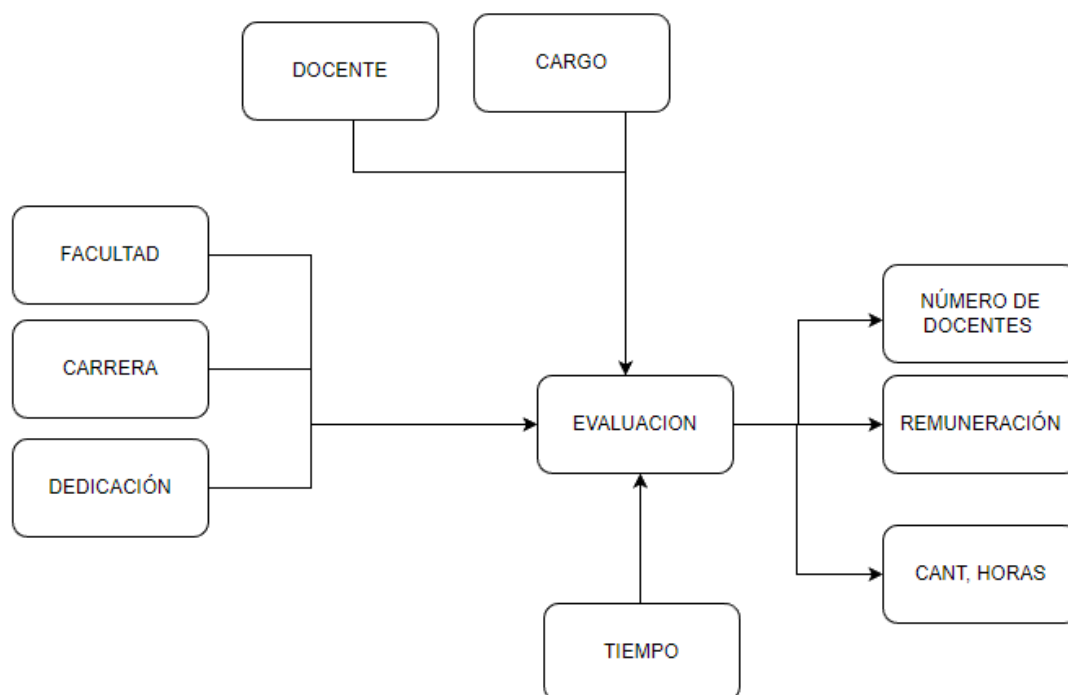 DOCENTE
CARGO
FACULTAD
CARRERA
DEDICACIÓN
EVALUACION
NÚMERO DE
DOCENTES
REMUNERACIÓN
CANT, HORAS
TIEMPO